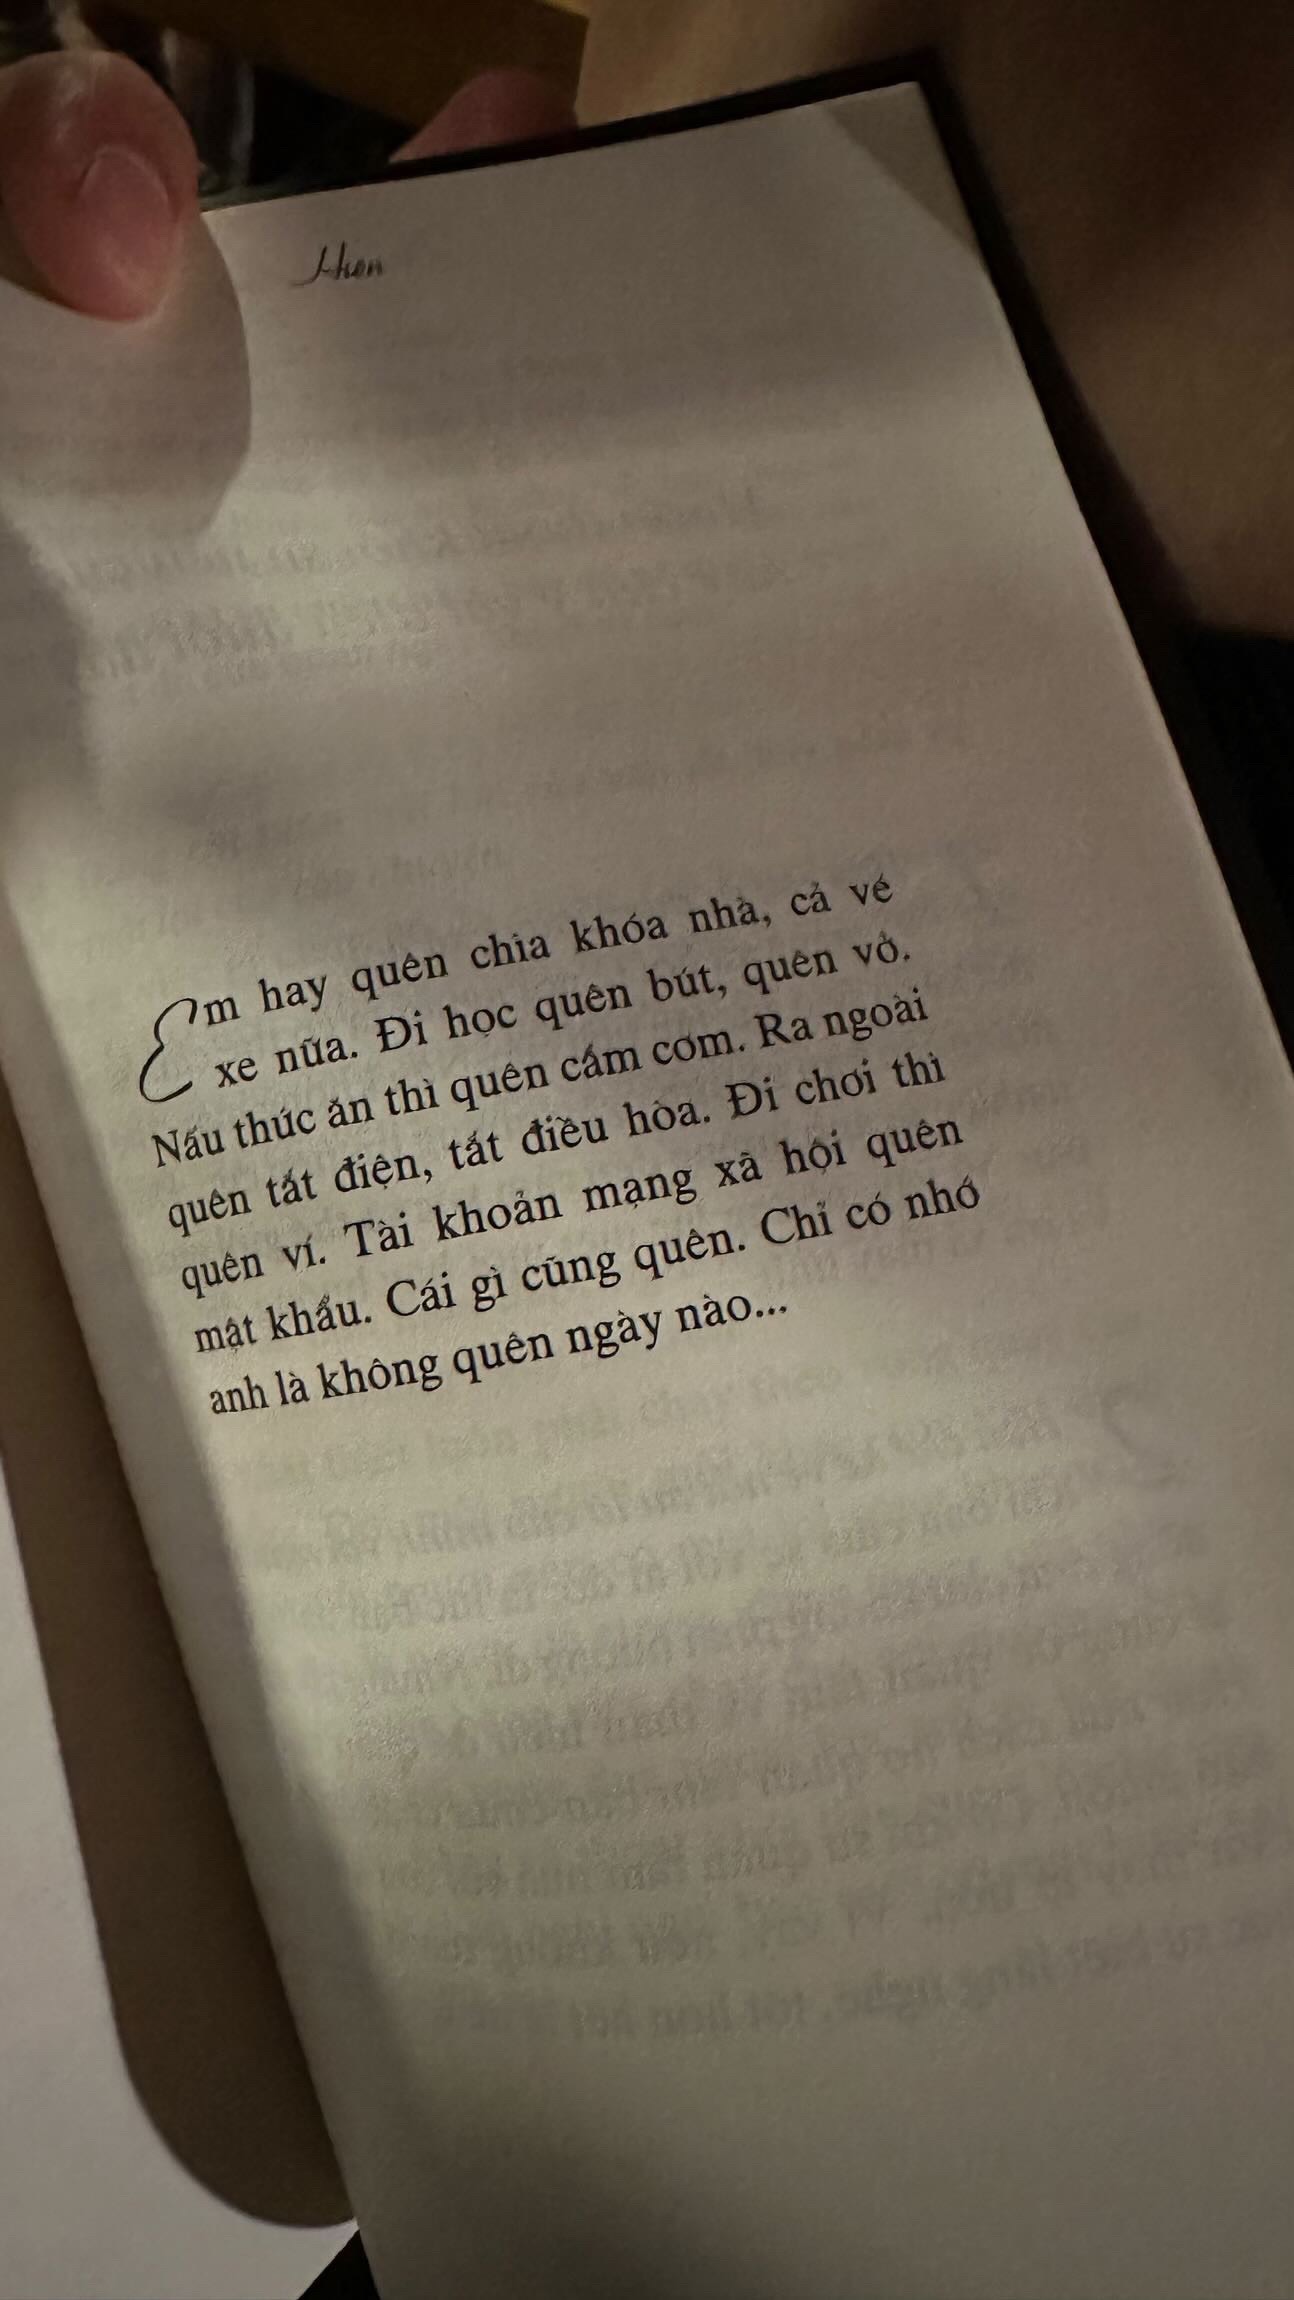 Hiên
Em hay quên chìa khóa nhà, cả vé
xe nữa. Đi học quên bút, quên vở.
Nấu thức ăn thì quên cắm cơm. Ra ngoài
quên tắt điện, tắt điều hòa. Đi chơi thì
quên ví. Tài khoản mạng xã hội quên
mật khẩu. Cái gì cũng quên. Chỉ có nhớ
anh là không quên ngày nào...